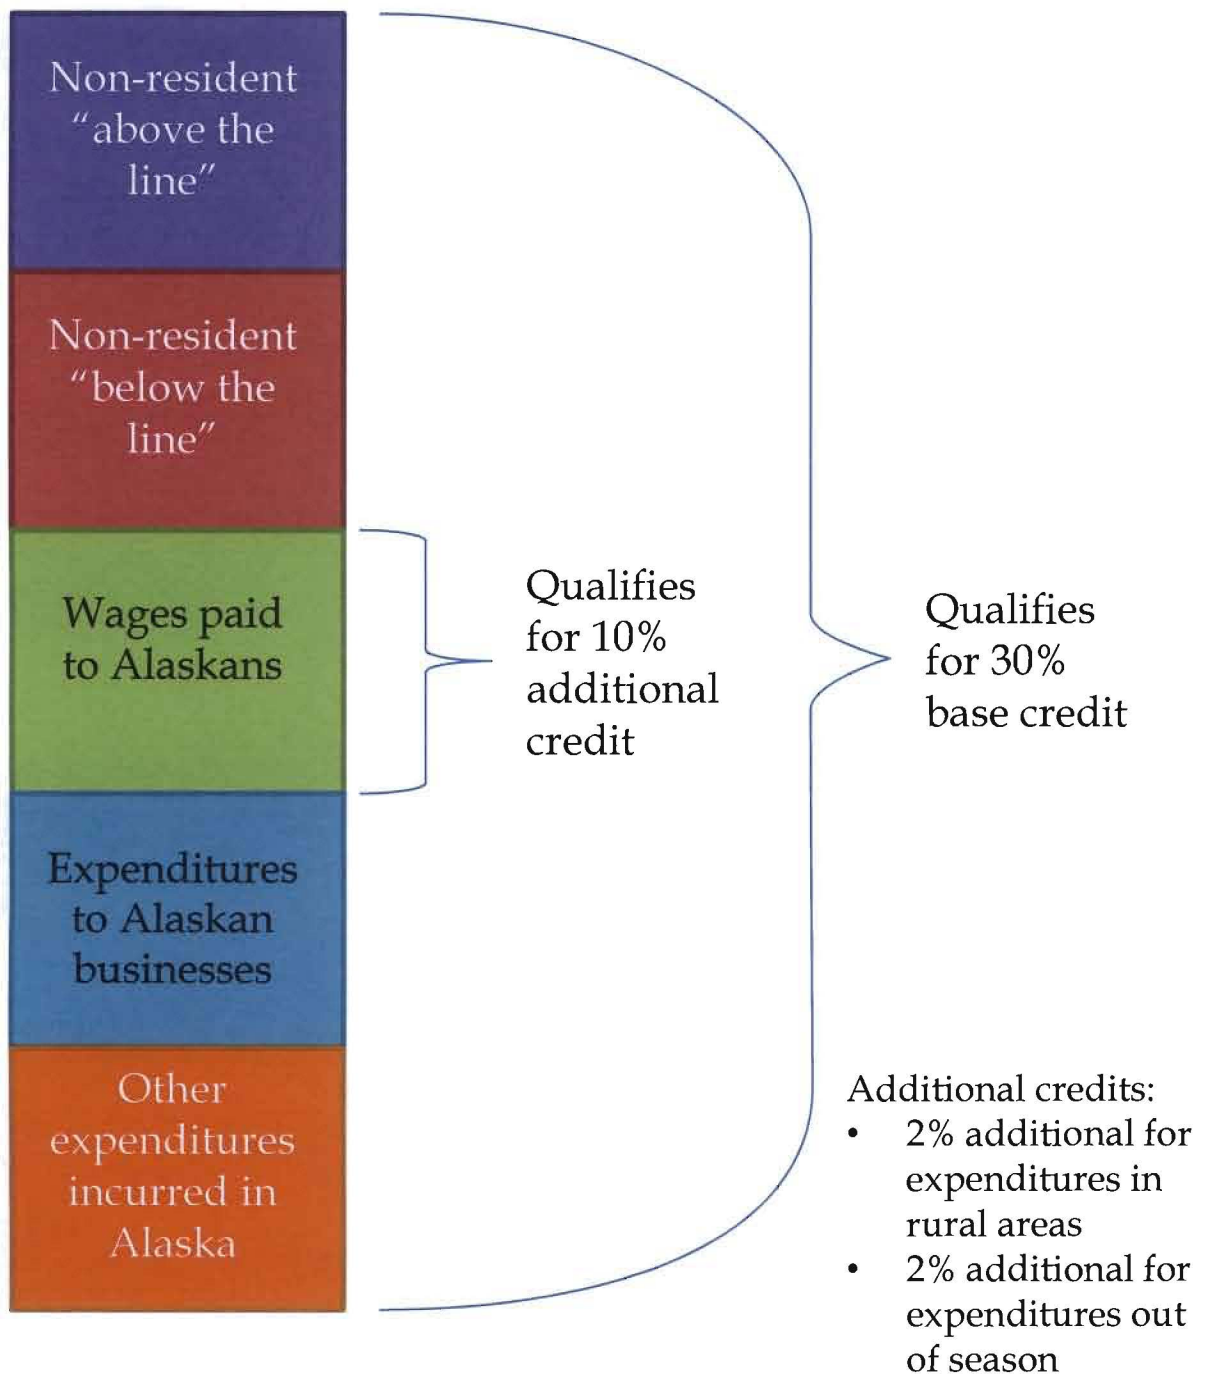 Non-resident
“above the
line”
Non-resident
“below the
line”
Wages paid
to Alaskans
Expenditures
to Alaskan
businesses
Other
expenditures
incurred in
Alaska
Qualifies
for 10%
additional
credit
Qualifies
for 30%
base credit
Additional credits:
• 2% additional for
expenditures in
rural areas
• 2% additional for
expenditures out
of season